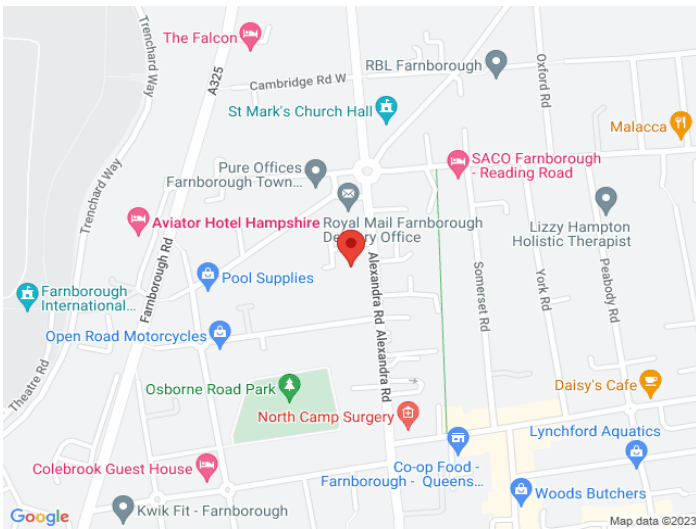 The Falcon
Trenchard Way
A325
Cambridge Rd W
RBL Farnborough
Oxford Rd
St Mark's Church Hall
Malacca
Pure Offices
Farnborough Town...
SACO Farnborough
- Reading Road
Trenchard Way
Aviator Hotel Hampshire
Royal Mail Farnborough
Delivery Office
Lizzy Hampton
Holistic Therapist
Farnborough Rd
Farnborough
International...
Pool Supplies
Alexandra Rd
Somerset Rd
York Rd
Peabody Rd
Open Road Motorcycles
Alexandra Rd
Theatre Rd
Osborne Road Park
Daisy's Cafe
North Camp Surgery
Lynchford Aquatics
Colebrook Guest House
Co-op Food -
Farnborough - Queens...
Woods Butchers
Kwik Fit - Farnborough
Google
Map data ©2023